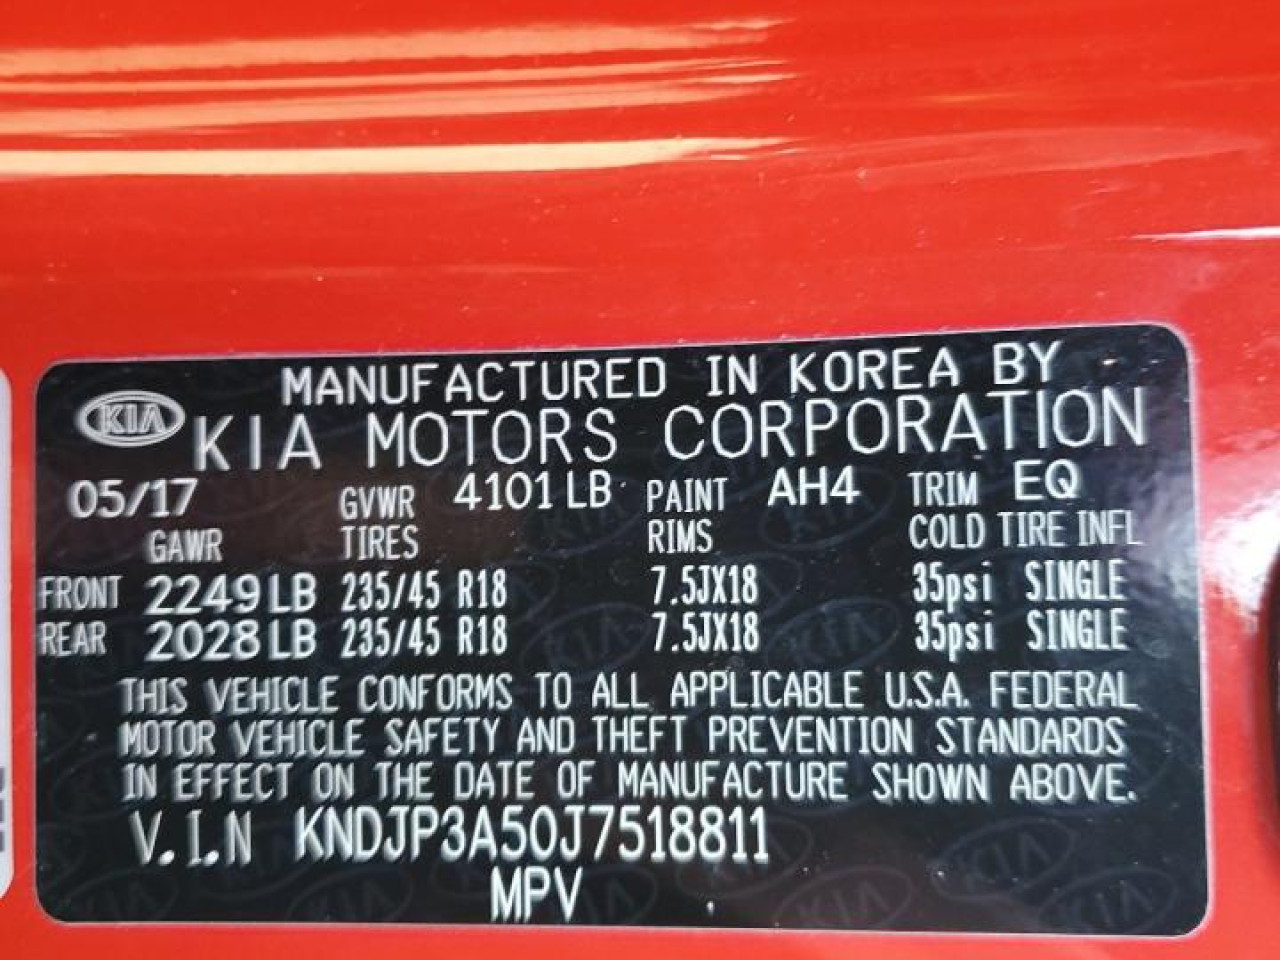 MANUFACTURED IN KOREA BY
KIA KIA MOTORS CORPORATION
05/17 GVWR 4101 LB PAINT AH4 TRIM EQ
GAWR TIRES RIMS COLD TIRE INFL
FRONT 2249 LB 235/45 R18 7.5JX18 35psi SINGLE
REAR 2028 LB 235/45 R18 7.5JX18 35psi SINGLE
THIS VEHICLE CONFORMS TO ALL APPLICABLE U.S.A. FEDERAL
MOTOR VEHICLE SAFETY AND THEFT PREVENTION STANDARDS
IN EFFECT ON THE DATE OF MANUFACTURE SHOWN ABOVE.
V.I.N KNDJP3A50J7518811
MPV